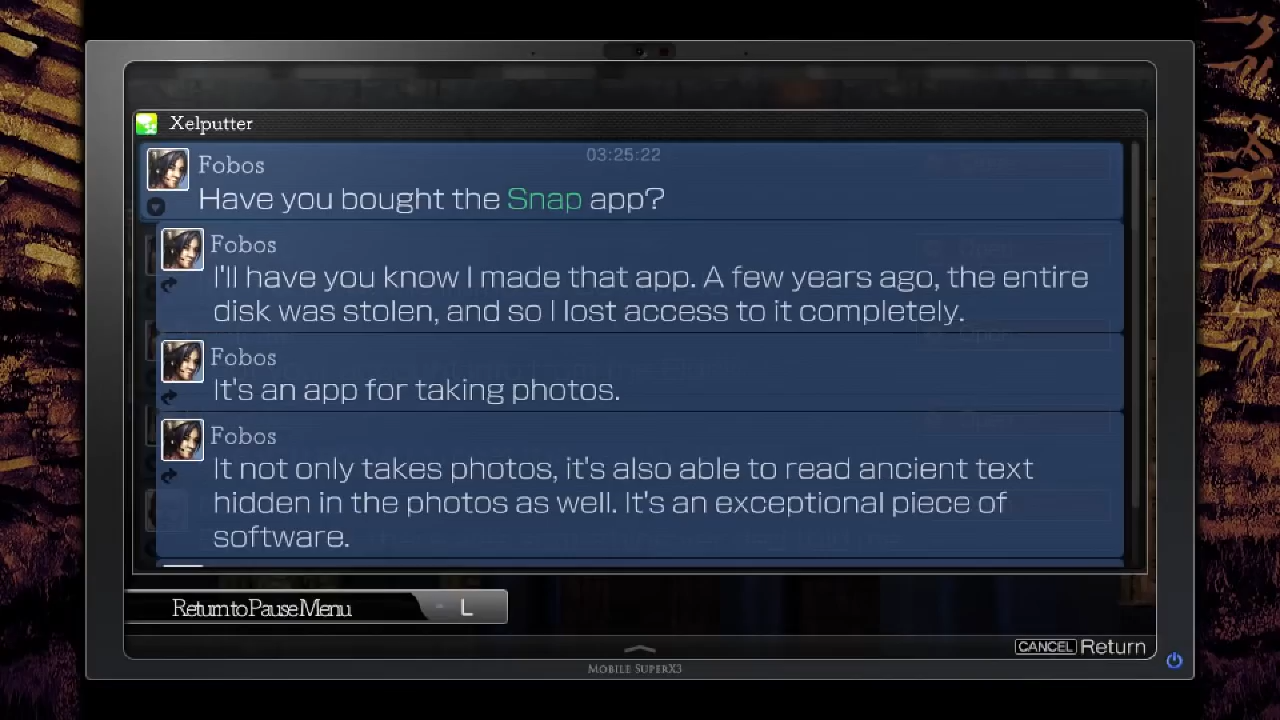 Xelputter
03:25:22
Fobos
Have you bought the Snap app?
Fobos
I'll have you know I made that app. A few years ago, the entire
disk was stolen, and so I lost access to it completely.
Fobos
It's an app for taking photos.
Fobos
It not only takes photos, it's also able to read ancient text
hidden in the photos as well. It's an exceptional piece of
software.
Return to Pause Menu - L
CANCEL Return
MOBILE SUPERX3